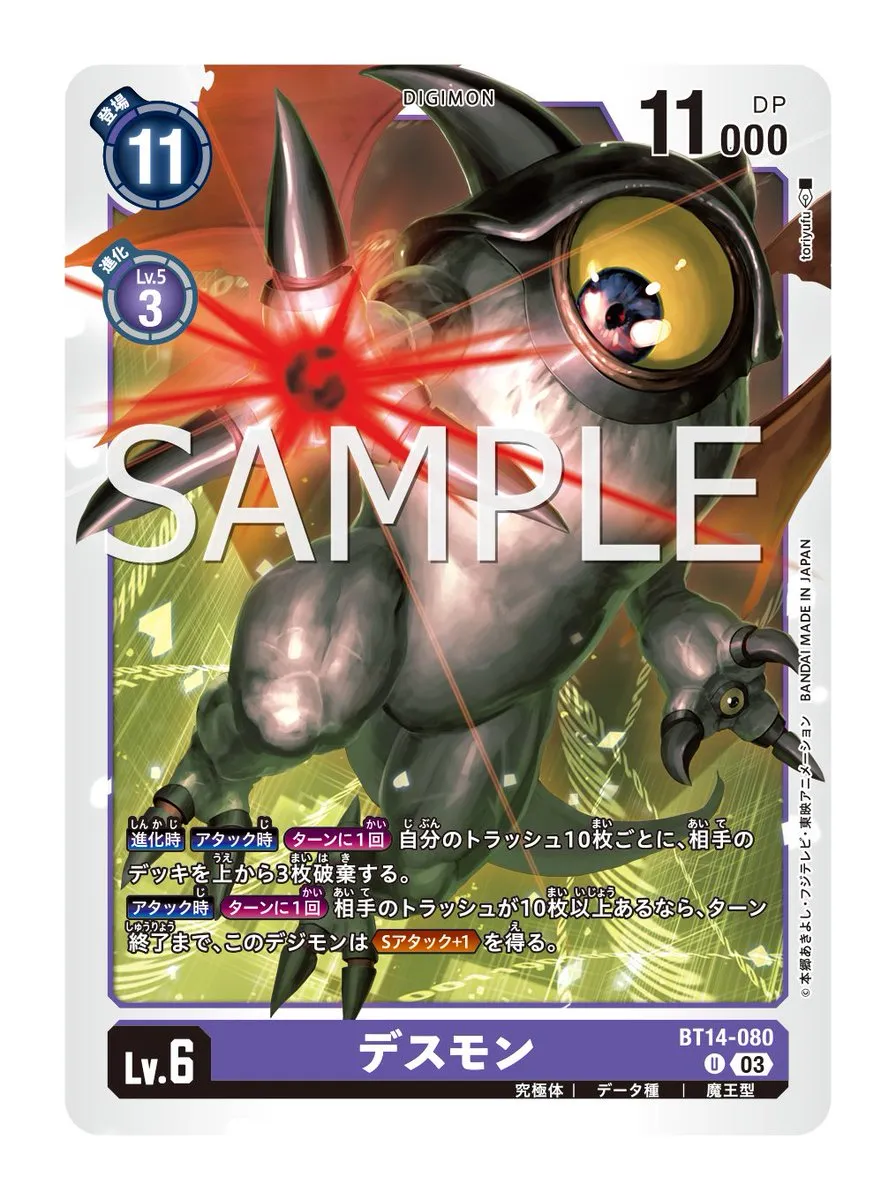 登場
11
DIGIMON
11000
DP
進化
Lv.5
3
toriyufu
SAMPLE
進化時 アタック時 ターンに1回 自分のトラッシュ10枚ごとに、相手の
デッキを上から3枚破棄する。
アタック時 ターンに1回 相手のトラッシュが10枚以上あるなら、ターン
終了まで、このデジモンは Sアタック+1 を得る。
©本郷あきよし・フジテレビ・東映アニメーション BANDAI MADE IN JAPAN
Lv.6
デスモン
BT14-080
U 03
究極体 | データ種 | 魔王型